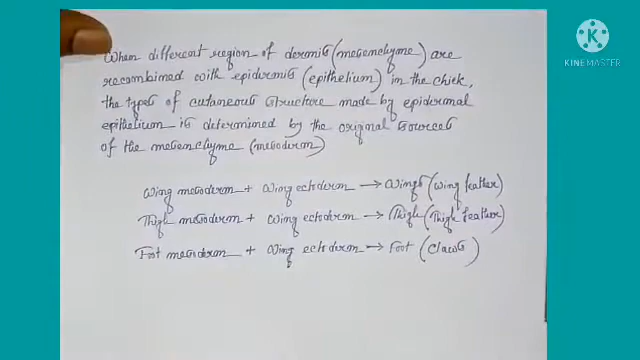 When different region of dermis (mesenchyme) are
recombined with epidermis (epithelium) in the chick,
the types of cutaneous structure made by epidermal
epithelium is determined by the original sources
of the mesenchyme (mesoderm)
Wing mesoderm + Wing ectoderm → Wings (wing feather)
Thigh mesoderm + Wing ectoderm → Thigh (Thigh feather)
Foot mesoderm + Wing ectoderm → Foot (Claws)
KINEMASTER